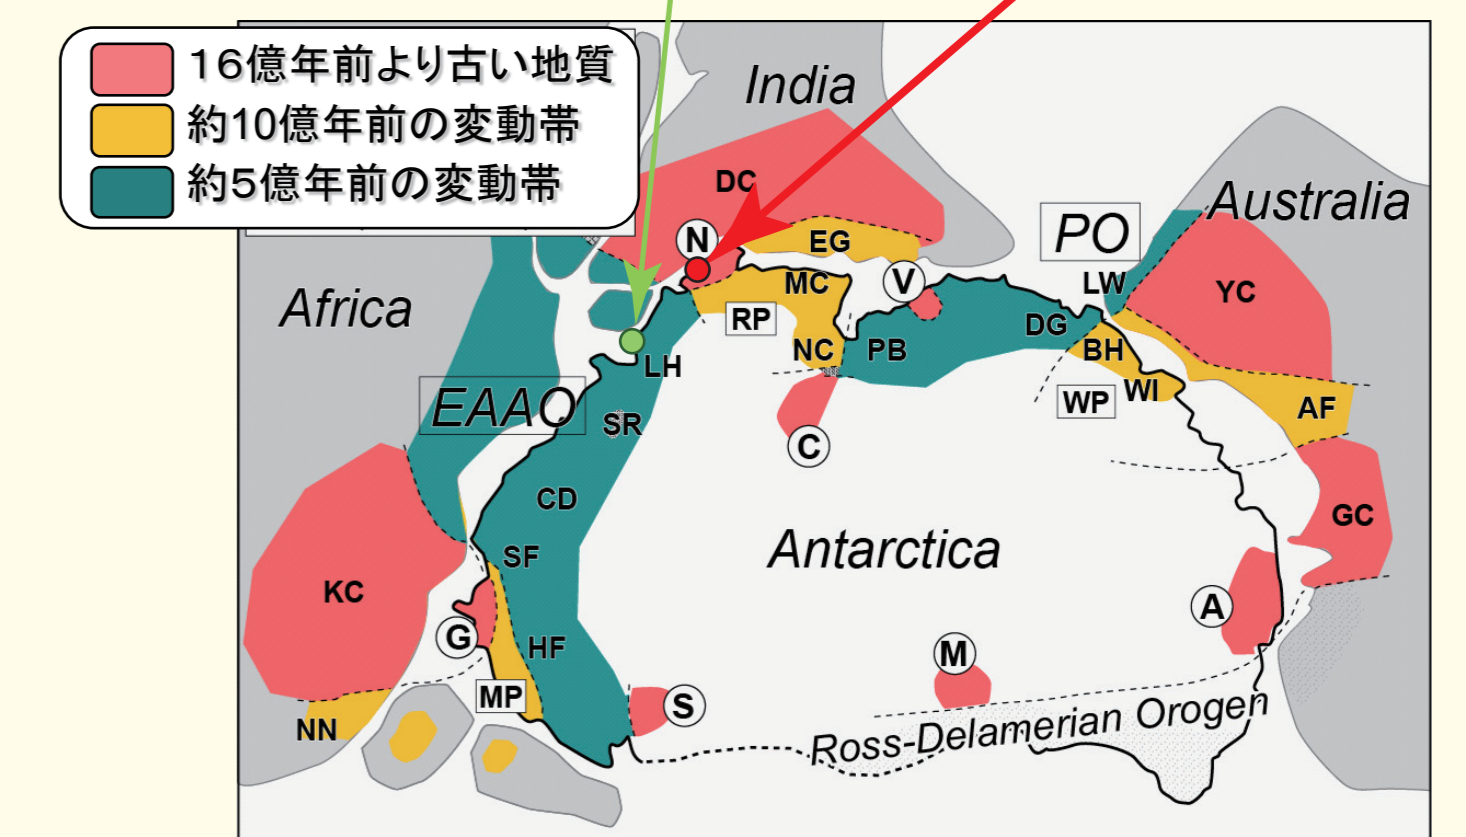 16億年前より古い地質
約10億年前の変動帯
約5億年前の変動帯
India
DC
Australia
N
EG
PO
Africa
MC
V
LW
YC
RP
DG
NC
PB
BH
LH
WP
WI
EAAO
AF
SR
C
CD
GC
Antarctica
SF
KC
A
G
HF
M
MP
S
NN
Ross-Delamerian Orogen